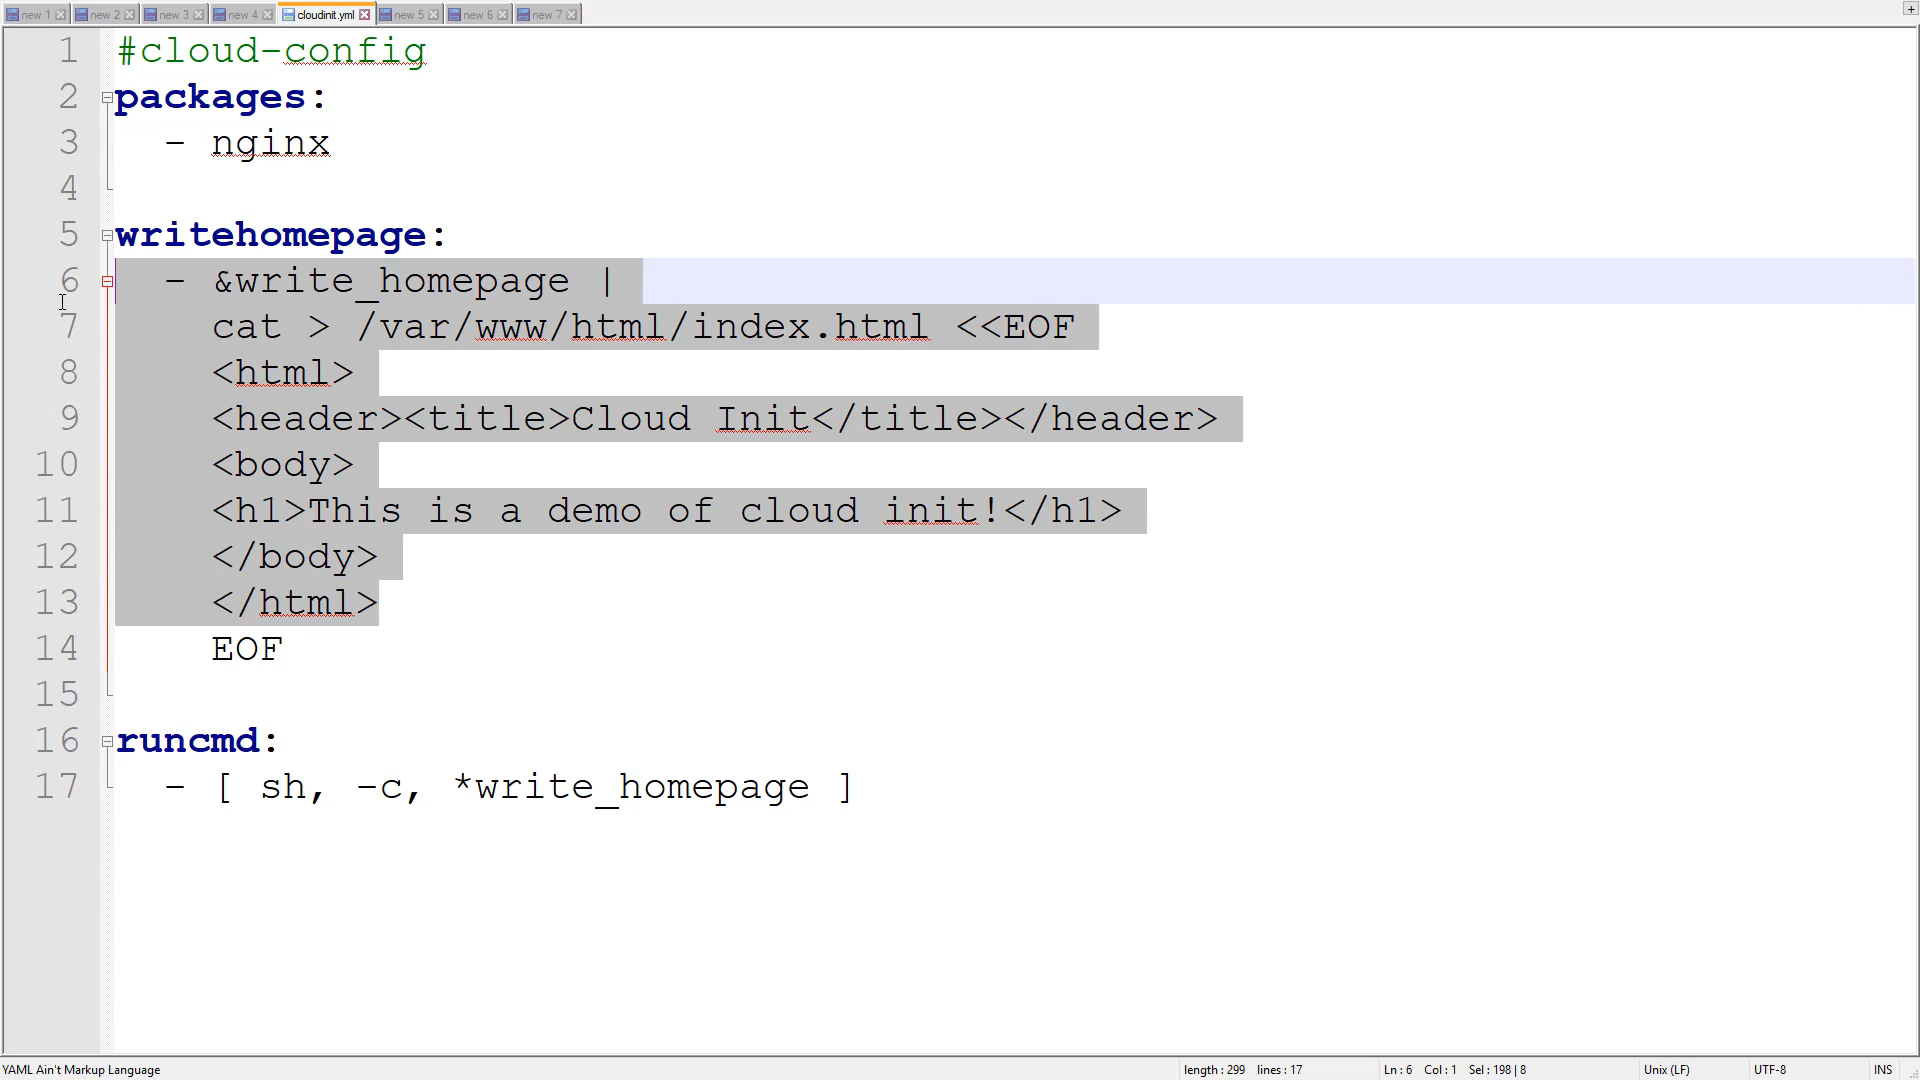 new 1 new 2 new 3 new 4 cloudinit.yml new 5 new 6 new 7 +
1 #cloud-config
2 packages:
3   - nginx
4
5 writehomepage:
6   - &write_homepage |
7     cat > /var/www/html/index.html <<EOF
8     <html>
9     <header><title>Cloud Init</title></header>
10     <body>
11     <h1>This is a demo of cloud init!</h1>
12     </body>
13     </html>
14     EOF
15
16 runcmd:
17   - [ sh, -c, *write_homepage ]
YAML Ain't Markup Language length : 299 lines : 17 Ln : 6 Col : 1 Sel : 198 | 8 Unix (LF) UTF-8 INS